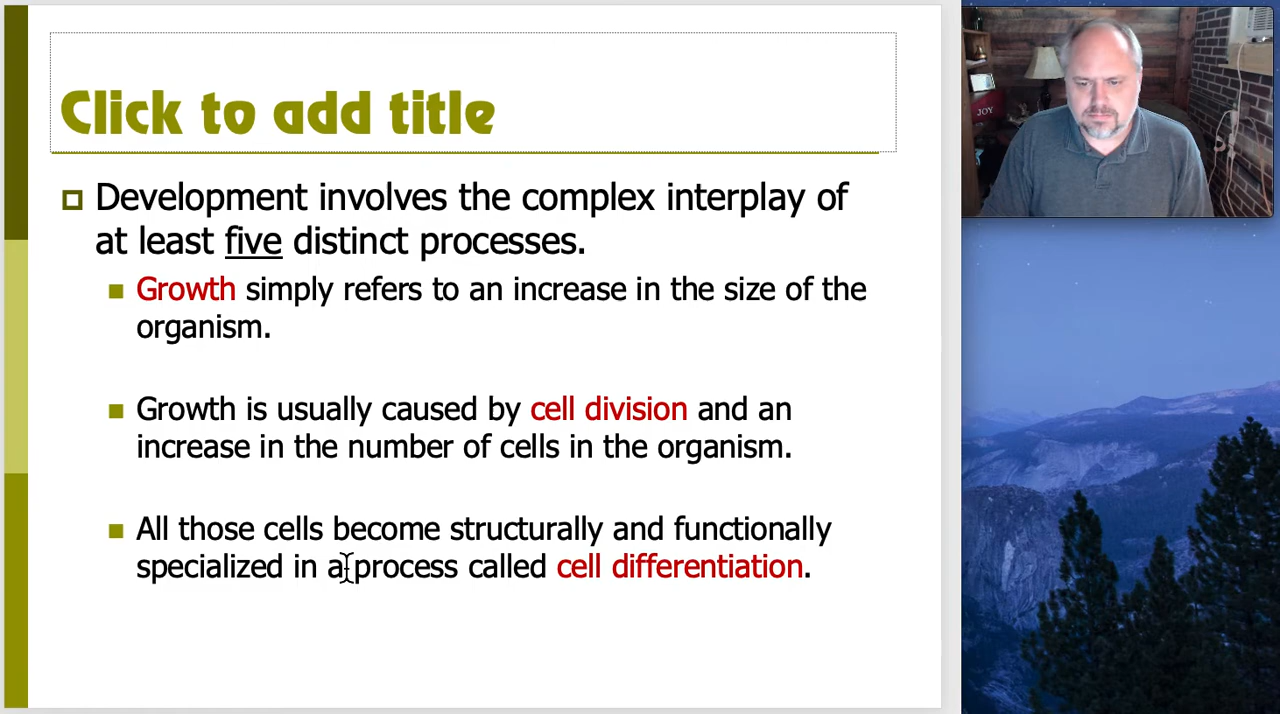 Click to add title
Development involves the complex interplay of
at least five distinct processes.
Growth simply refers to an increase in the size of the
organism.
Growth is usually caused by cell division and an
increase in the number of cells in the organism.
All those cells become structurally and functionally
specialized in a process called cell differentiation.
JOY